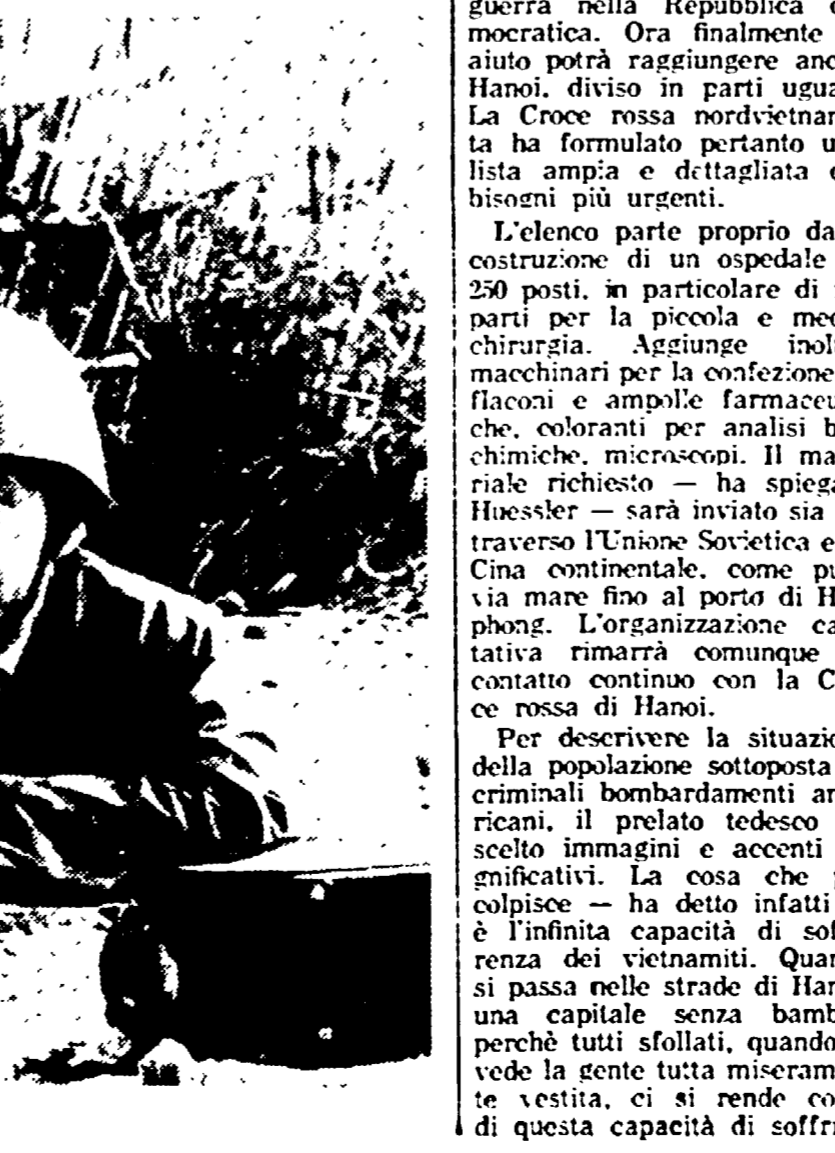 guerra nella Repubblica
mocratica. Ora finalmente
aiuto potrà raggiungere anc
Hanoi, diviso in parti ugua
La Croce rossa nordvietnam
ta ha formulato pertanto u
lista ampia e dettagliata
bisogni più urgenti.
L'elenco parte proprio da
costruzione di un ospedale
250 posti, in particolare di
parti per la piccola e med
chirurgia. Aggiunge inol
macchinari per la confezione
flaconi e ampolle farmaceu
che, coloranti per analisi b
chimiche, microscopi. Il ma
riale richiesto — ha spiega
Huessler — sarà inviato sia
traverso l'Unione Sovietica e
Cina continentale, come pu
via mare fino al porto di H
phong. L'organizzazione ca
tativa rimarrà comunque
contatto continuo con la C
ce rossa di Hanoi.
Per descrivere la situazio
della popolazione sottoposta
criminali bombardamenti am
ricani, il prelato tedesco
scelto immagini e accenti
gnificativi. La cosa che
colpisce — ha detto infatti
è l'infinita capacità di sof
renza dei vietnamiti. Quan
si passa nelle strade di Han
una capitale senza bamb
perchè tutti sfollati, quando
vede la gente tutta miseram
te vestita, ci si rende co
di questa capacità di soffri